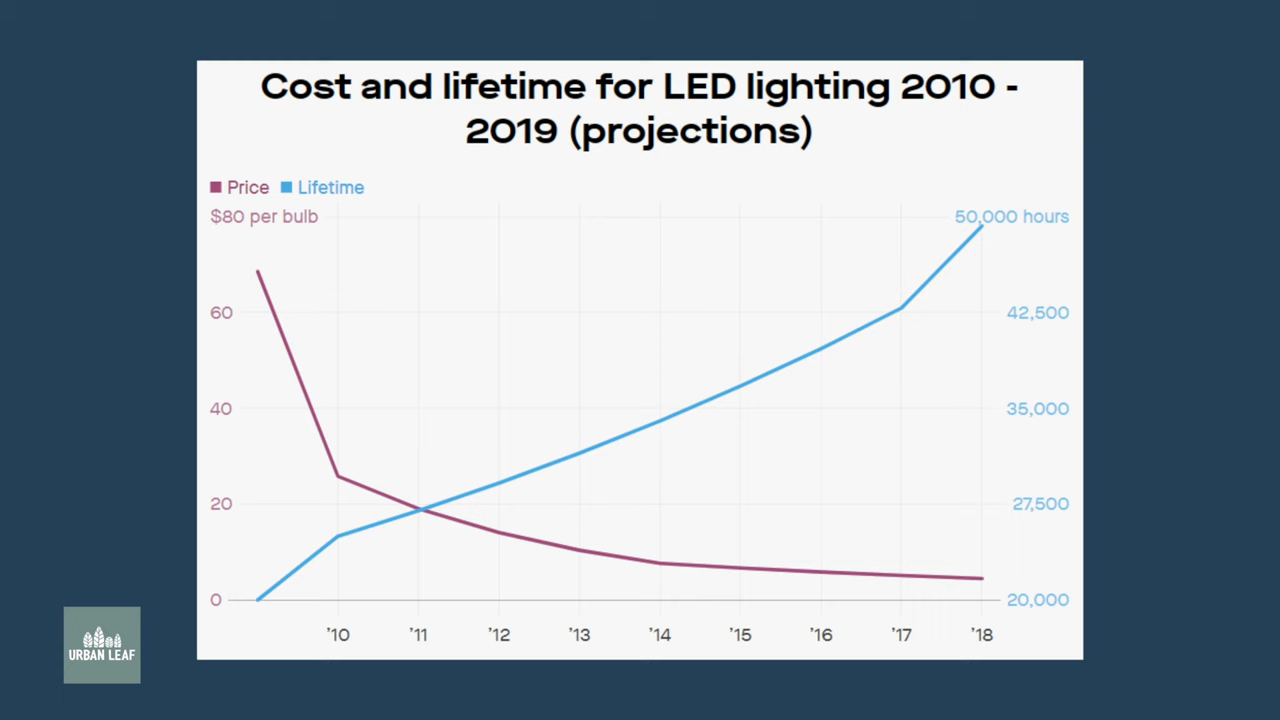 Cost and lifetime for LED lighting 2010 -
2019 (projections)
Price Lifetime
$80 per bulb 50,000 hours
60 42,500
40 35,000
20 27,500
0 20,000
'10 '11 '12 '13 '14 '15 '16 '17 '18
URBAN LEAF